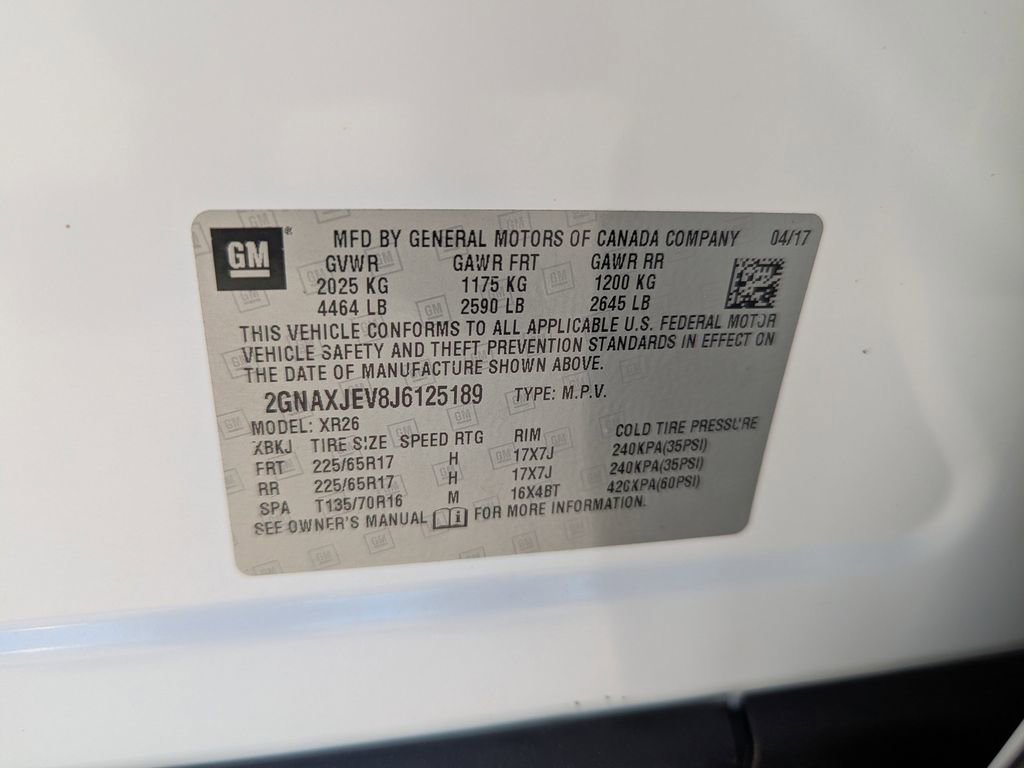 GM®
MFD BY GENERAL MOTORS OF CANADA COMPANY 04/17
GVWR GAWR FRT GAWR RR
2025 KG 1175 KG 1200 KG
4464 LB 2590 LB 2645 LB
THIS VEHICLE CONFORMS TO ALL APPLICABLE U.S. FEDERAL MOTOR
VEHICLE SAFETY AND THEFT PREVENTION STANDARDS IN EFFECT ON
THE DATE OF MANUFACTURE SHOWN ABOVE.
2GNAXJEV8J6125189 TYPE: M.P.V.
MODEL: XR26
XBKJ TIRE SIZE SPEED RTG RIM COLD TIRE PRESSURE
FRT 225/65R17 H 17X7J 240KPA(35PSI)
RR 225/65R17 H 17X7J 240KPA(35PSI)
SPA T135/70R16 M 16X4BT 420KPA(60PSI)
SEE OWNER'S MANUAL FOR MORE INFORMATION.